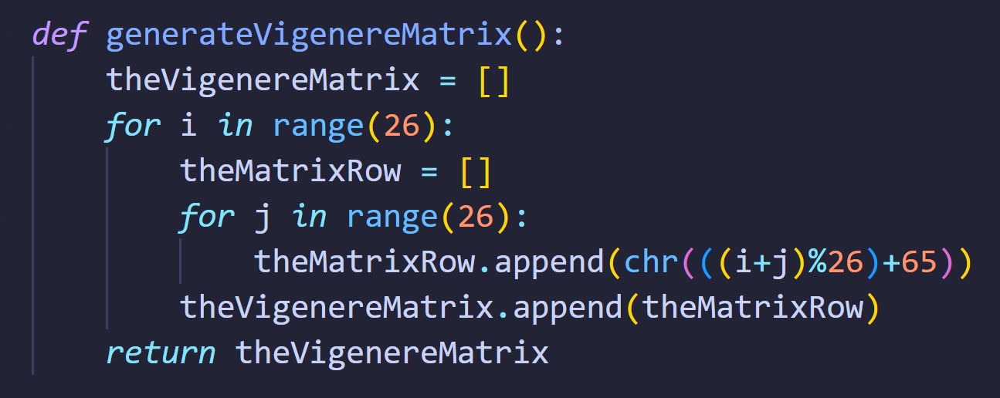 def generateVigenereMatrix():
    theVigenereMatrix = []
    for i in range(26):
        theMatrixRow = []
        for j in range(26):
            theMatrixRow.append(chr(((i+j)%26)+65))
        theVigenereMatrix.append(theMatrixRow)
    return theVigenereMatrix